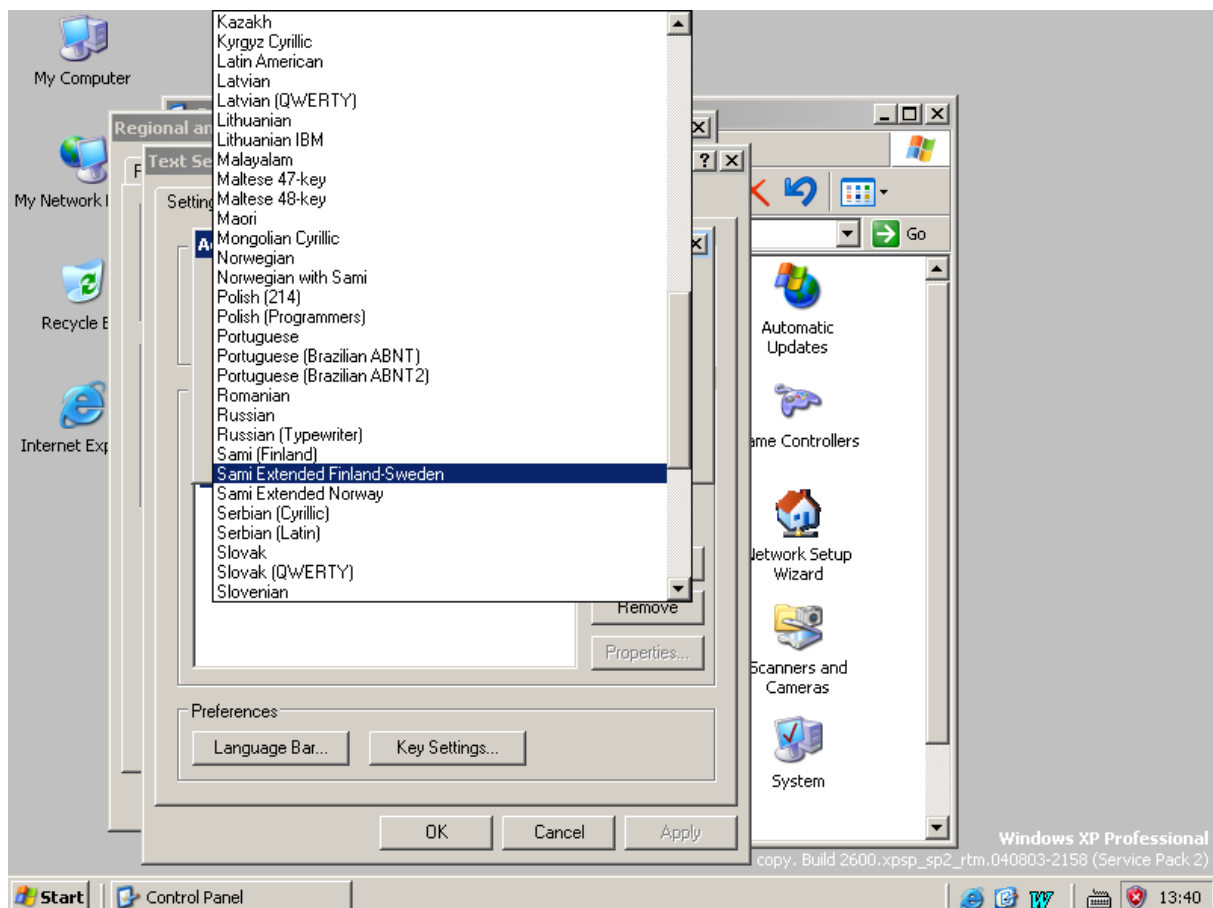 My Computer
My Network
Recycle
Internet Exp
Regional an
Text Se
Setting
Kazakh
Kyrgyz Cyrillic
Latin American
Latvian
Latvian (QWERTY)
Lithuanian
Lithuanian IBM
Malayalam
Maltese 47-key
Maltese 48-key
Maori
Mongolian Cyrillic
Norwegian
Norwegian with Sami
Polish (214)
Polish (Programmers)
Portuguese
Portuguese (Brazilian ABNT)
Portuguese (Brazilian ABNT2)
Romanian
Russian
Russian (Typewriter)
Sami (Finland)
Sami Extended Finland-Sweden
Sami Extended Norway
Serbian (Cyrillic)
Serbian (Latin)
Slovak
Slovak (QWERTY)
Slovenian
Remove
Properties...
Preferences
Language Bar...
Key Settings...
OK
Cancel
Apply
Go
Automatic
Updates
ame Controllers
Network Setup
Wizard
Scanners and
Cameras
System
Windows XP Professional
copy. Build 2600.xpsp_sp2_rtm.040803-2158 (Service Pack 2)
Start
Control Panel
13:40